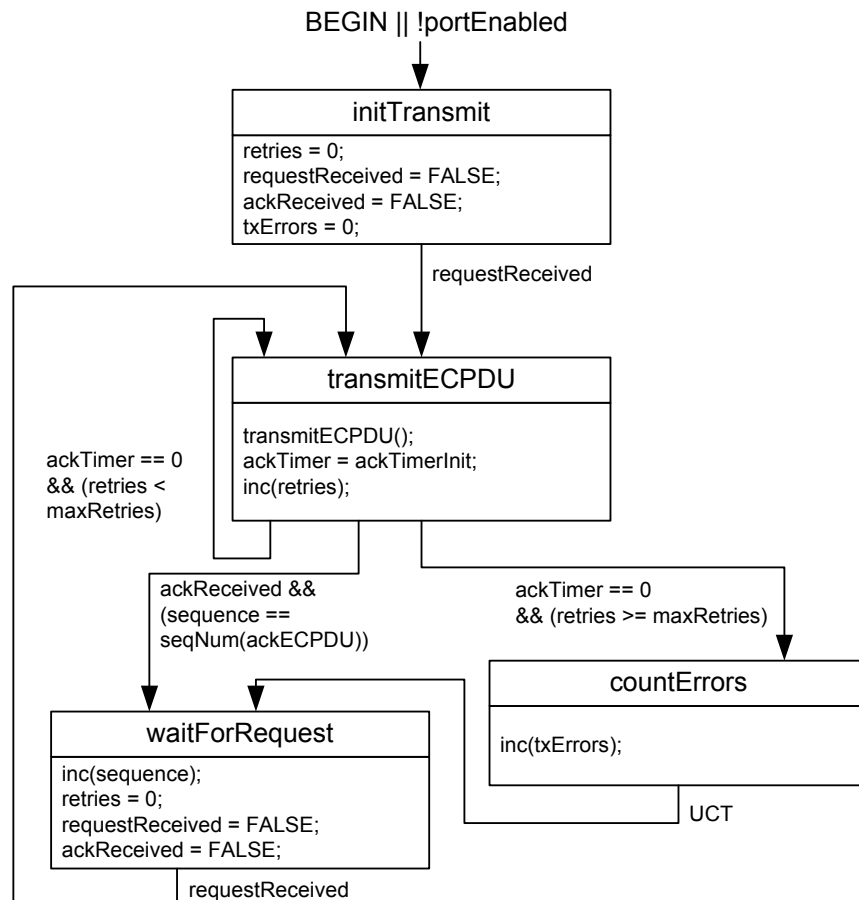 BEGIN || !portEnabled
initTransmit
retries = 0;
requestReceived = FALSE;
ackReceived = FALSE;
txErrors = 0;
requestReceived
transmitECPDU
transmitECPDU();
ackTimer = ackTimerInit;
inc(retries);
ackTimer == 0
&& (retries <
maxRetries)
ackReceived &&
(sequence ==
seqNum(ackECPDU))
ackTimer == 0
&& (retries >= maxRetries)
countErrors
inc(txErrors);
waitForRequest
inc(sequence);
retries = 0;
requestReceived = FALSE;
ackReceived = FALSE;
UCT
requestReceived